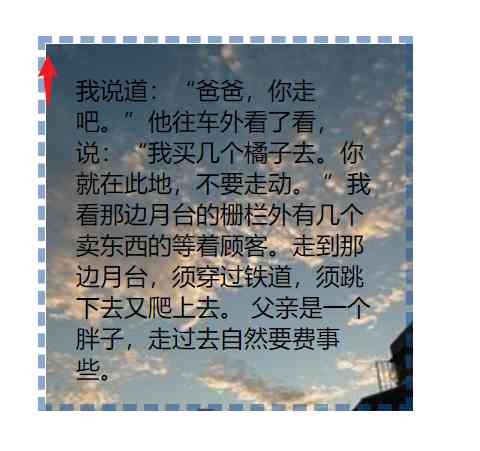 我说道：“爸爸，你走
吧。”他往车外看了看，
说：“我买几个橘子去。你
就在此地，不要走动。 ”我
看那边月台的栅栏外有几个
卖东西的等着顾客。走到那
边月台，须穿过铁道，须跳
下去又爬上去。 父亲是一个
胖子，走过去自然要费事
些。